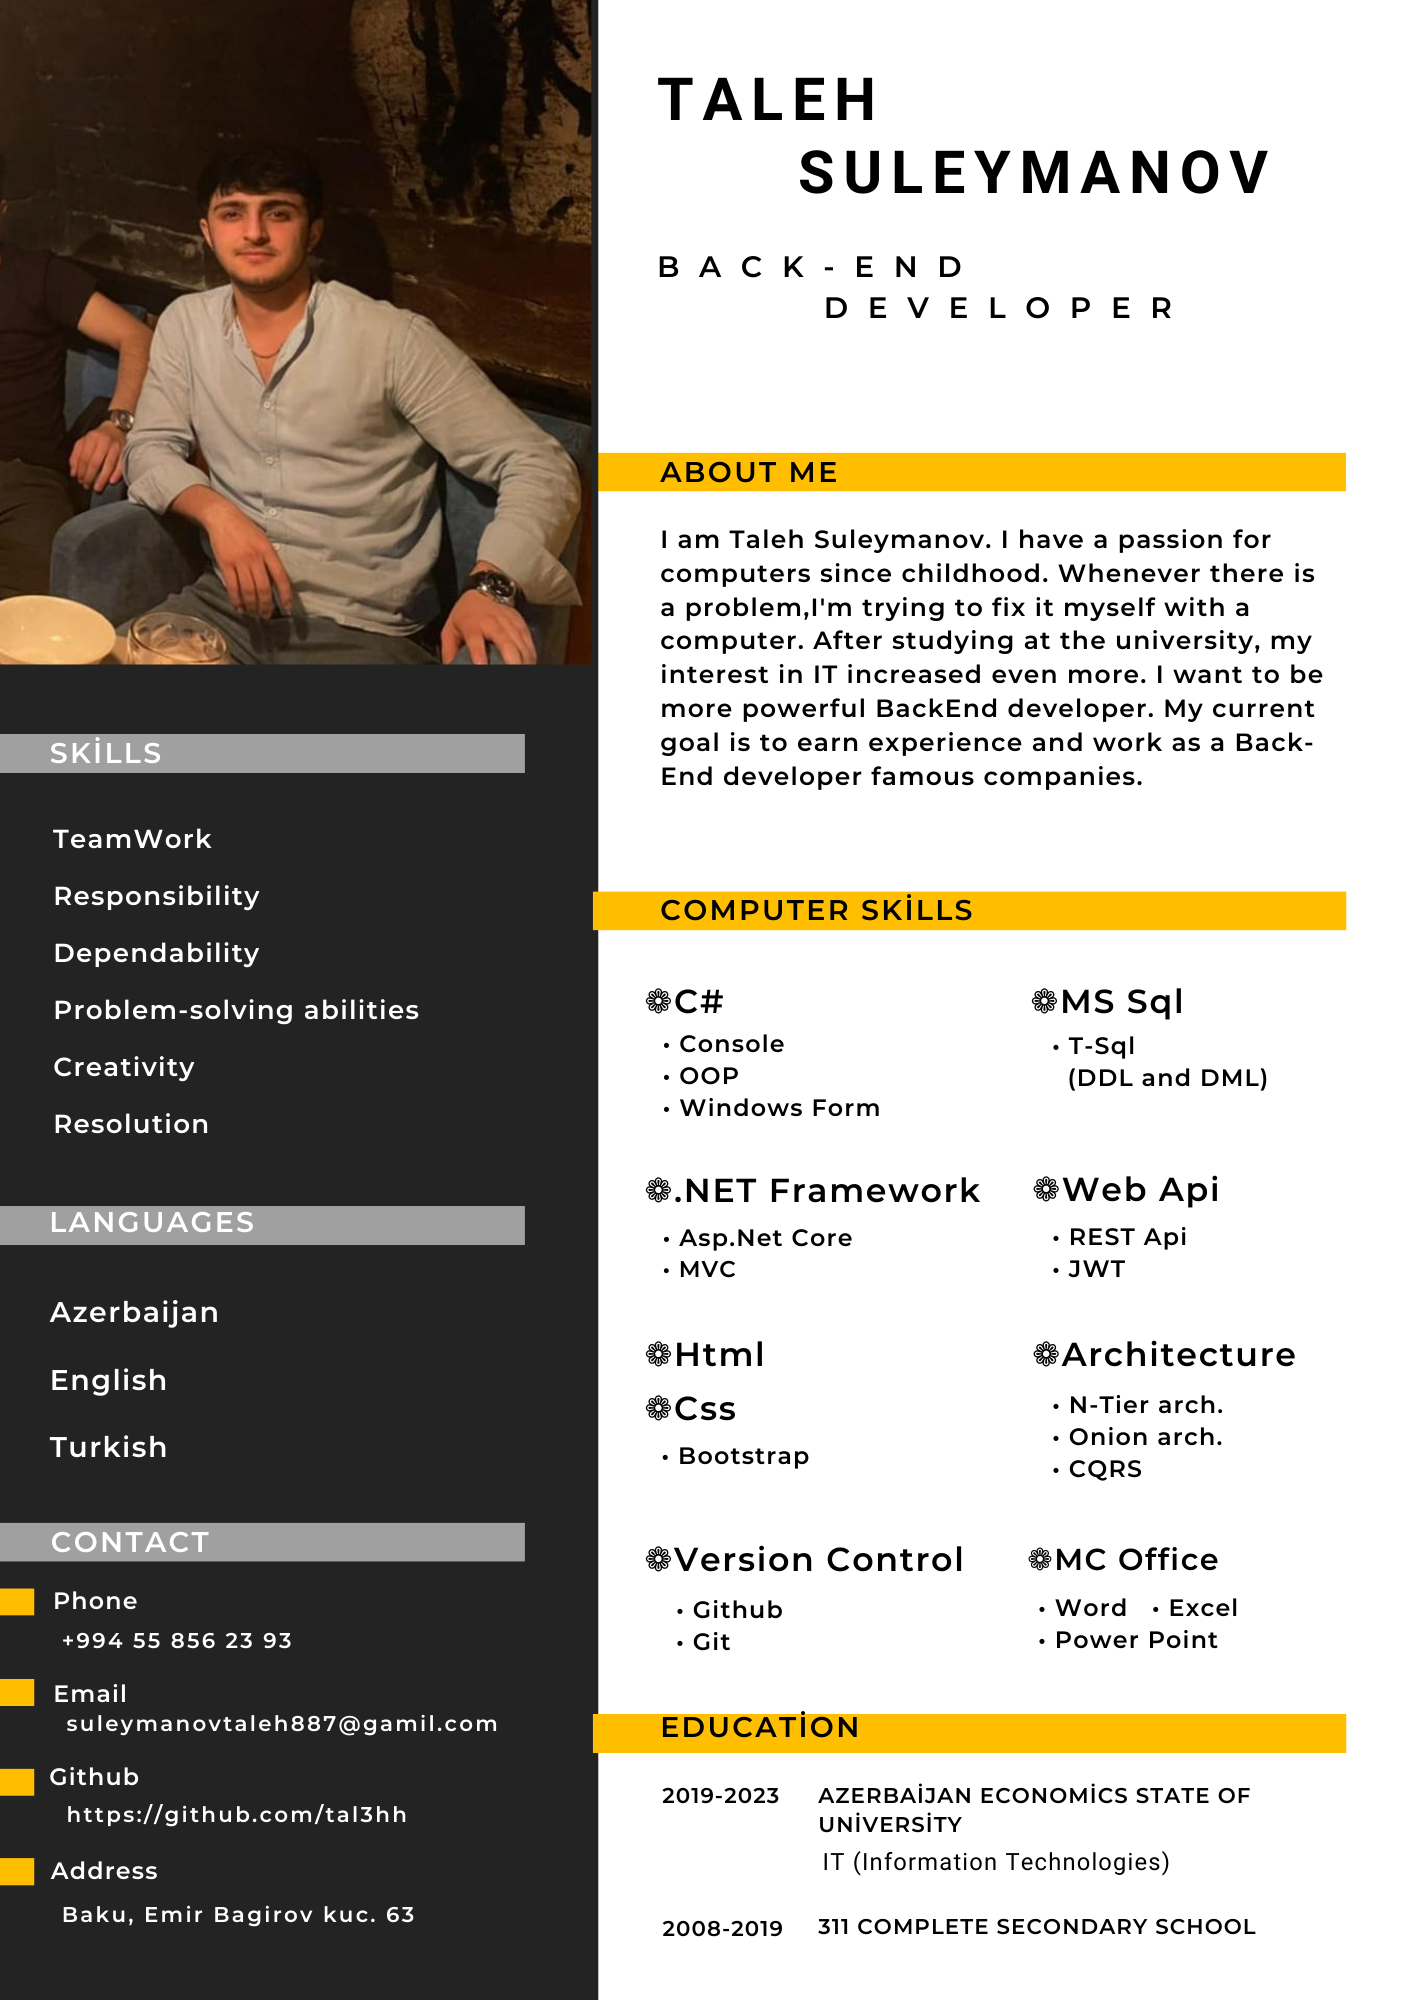 TALEH
SULEYMANOV
BACK-END
DEVELOPER
ABOUT ME
I am Taleh Suleymanov. I have a passion for
computers since childhood. Whenever there is
a problem,I'm trying to fix it myself with a
computer. After studying at the university, my
interest in IT increased even more. I want to be
more powerful BackEnd developer. My current
goal is to earn experience and work as a Back-
End developer famous companies.
SKİLLS
TeamWork
Responsibility
Dependability
Problem-solving abilities
Creativity
Resolution
LANGUAGES
Azerbaijan
English
Turkish
CONTACT
Phone
+994 55 856 23 93
Email
suleymanovtaleh887@gamil.com
Github
https://github.com/tal3hh
Address
Baku, Emir Bagirov kuc. 63
COMPUTER SKİLLS
❁C#
• Console
• OOP
• Windows Form
❁MS Sql
• T-Sql
(DDL and DML)
❁.NET Framework
• Asp.Net Core
• MVC
❁Web Api
• REST Api
• JWT
❁Html
❁Css
• Bootstrap
❁Architecture
• N-Tier arch.
• Onion arch.
• CQRS
❁Version Control
• Github
• Git
❁MC Office
• Word • Excel
• Power Point
EDUCATİON
2019-2023 AZERBAİJAN ECONOMİCS STATE OF
UNİVERSİTY
IT (Information Technologies)
2008-2019 311 COMPLETE SECONDARY SCHOOL